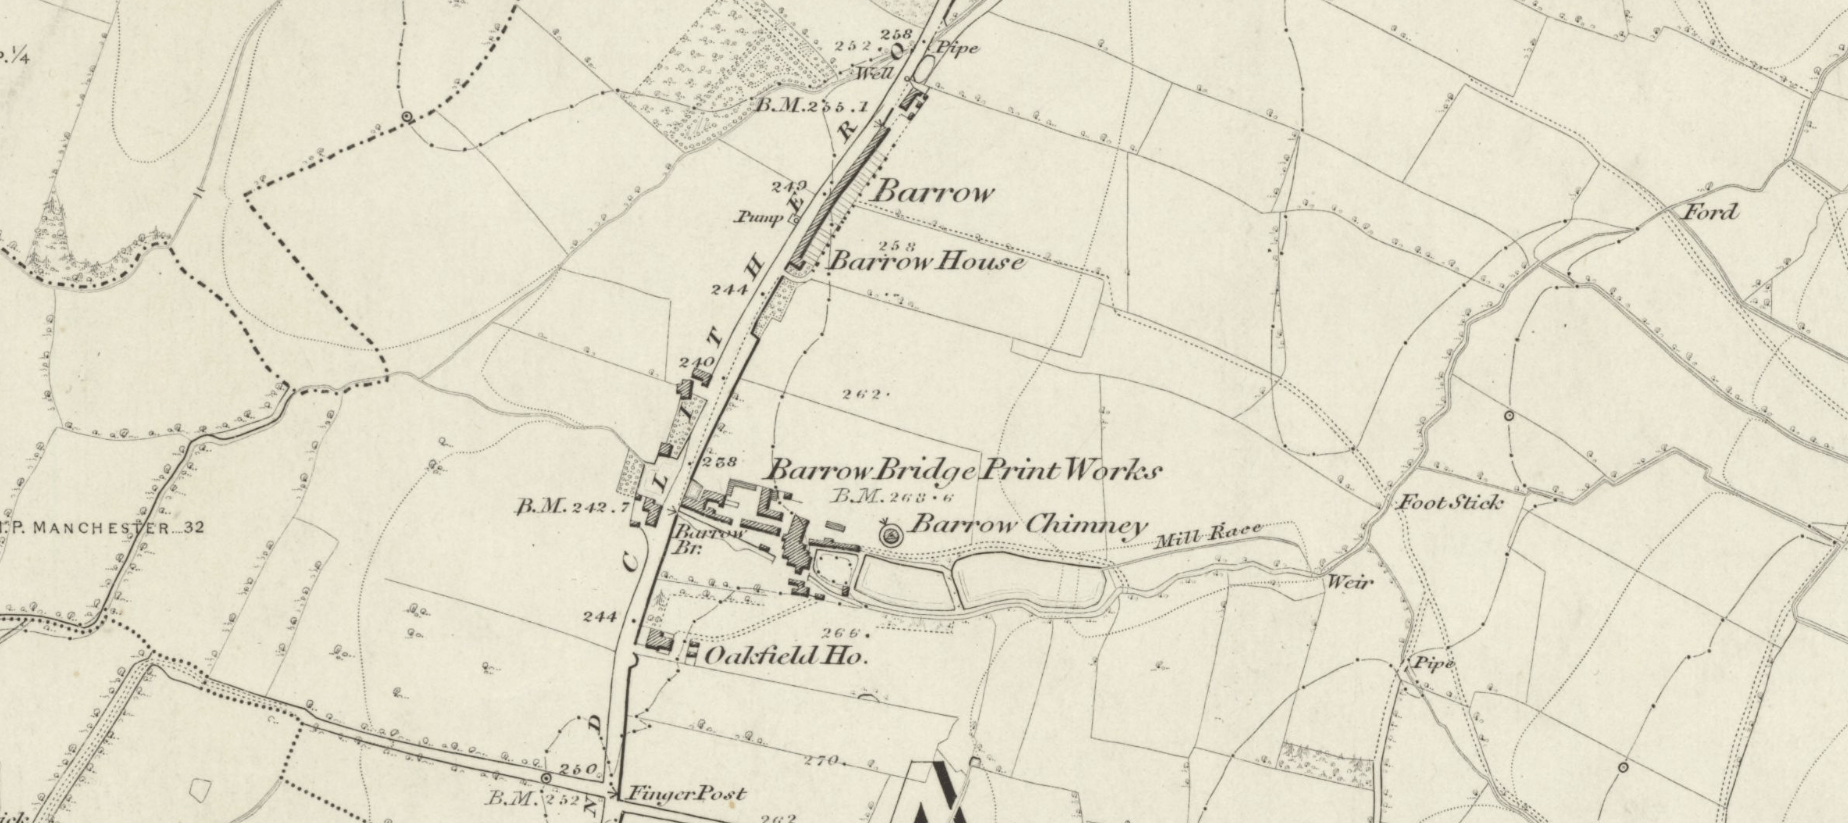 258
252.
Pipe
Well
B.M.255.1
249
Barrow
Pump
Ford
258
Barrow House
244
240
262.
238
Barrow Bridge Print Works
B.M.268.6
B.M.242.7
Foot Stick
Barrow Chimney
P. MANCHESTER 32
Barrow
Br.
Mill Race
Weir
244
266.
Oakfield Ho.
Pipe
270.
250
B.M.252
Finger Post
262
CLITHERO
D
N